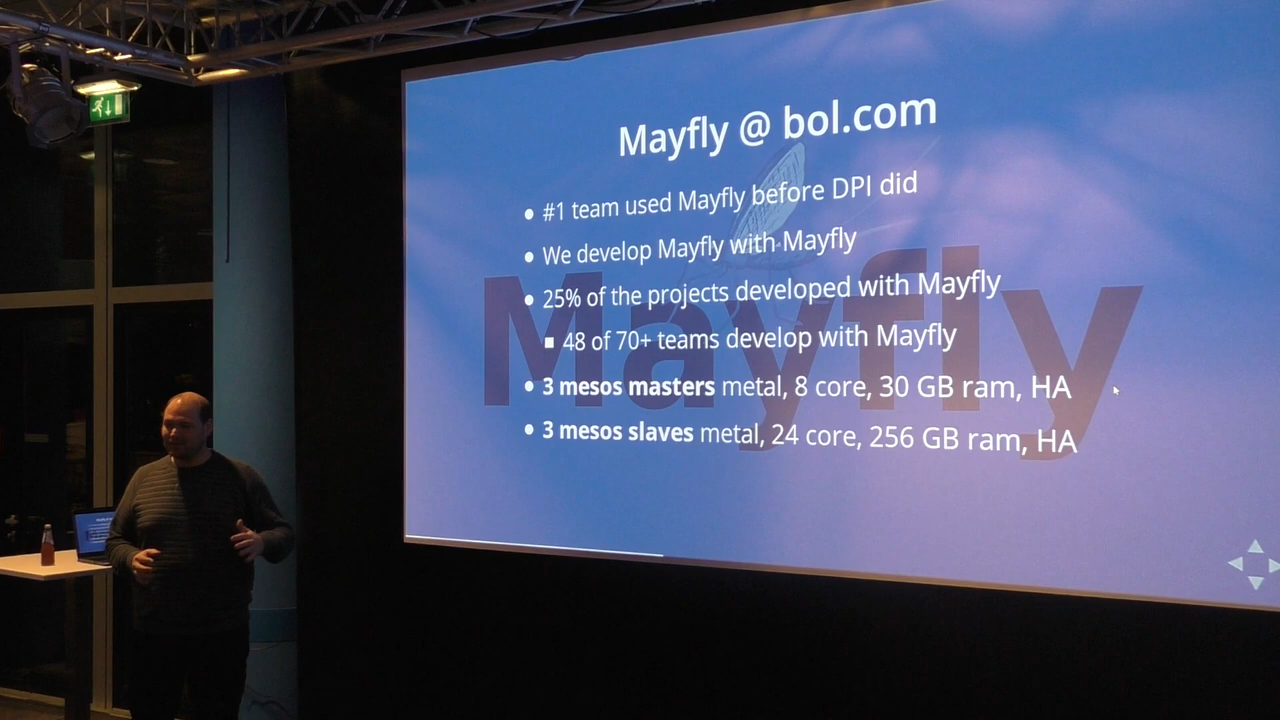 Mayfly @ bol.com
#1 team used Mayfly before DPI did
We develop Mayfly with Mayfly
25% of the projects developed with Mayfly
48 of 70+ teams develop with Mayfly
3 mesos masters metal, 8 core, 30 GB ram, HA
3 mesos slaves metal, 24 core, 256 GB ram, HA
Mayfly